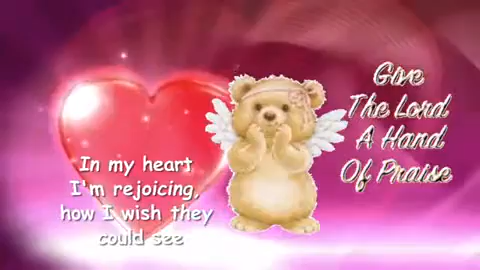 In my heart
I'm rejoicing,
how I wish they
could see
Give
The Lord
A Hand
Of Praise